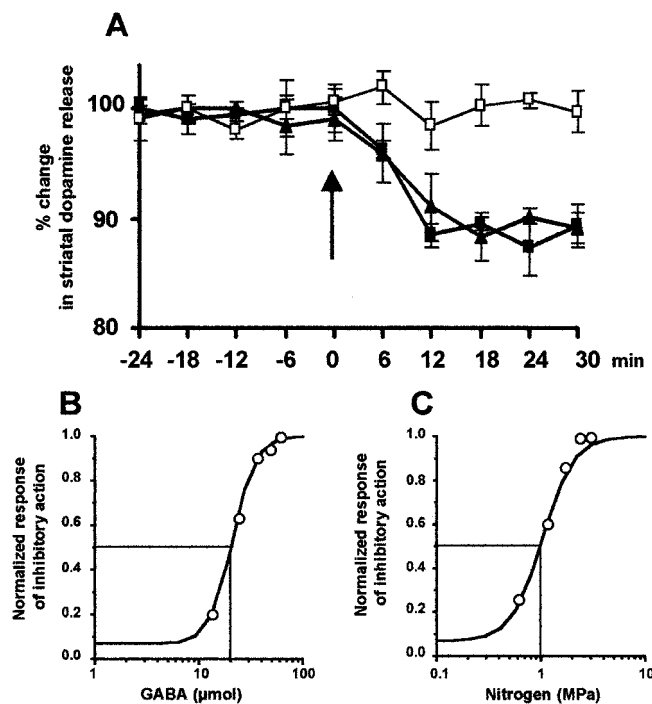 A
% change
in striatal dopamine release
100
90
80
-24 -18 -12 -6 0 6 12 18 24 30 min
B
Normalized response
of inhibitory action
1.0
0.8
0.6
0.4
0.2
0.0
1 10 100
GABA (µmol)
C
Normalized response
of inhibitory action
1.0
0.8
0.6
0.4
0.2
0.0
0.1 1 10
Nitrogen (MPa)